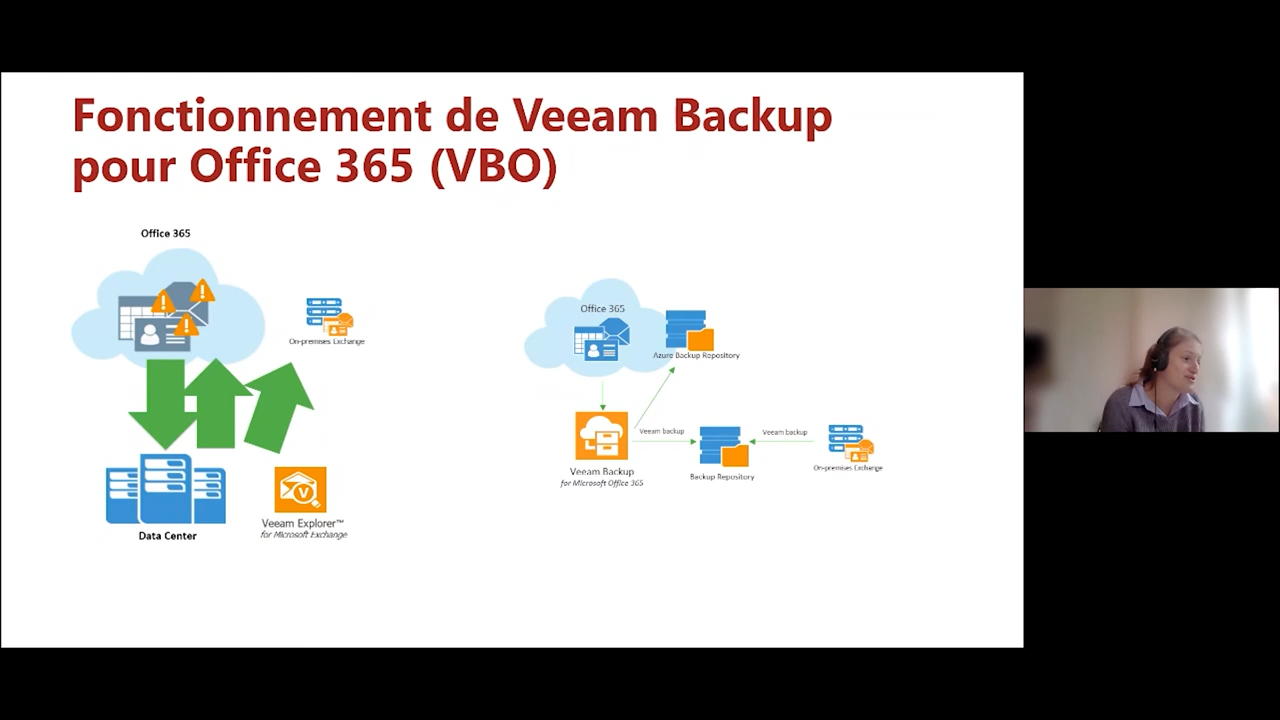 Fonctionnement de Veeam Backup
pour Office 365 (VBO)
Office 365
On-premises Exchange
Data Center
V
Veeam Explorer™
for Microsoft Exchange
Office 365
Azure Backup Repository
Veeam backup
Veeam backup
Veeam Backup
for Microsoft Office 365
Backup Repository
On-premises Exchange